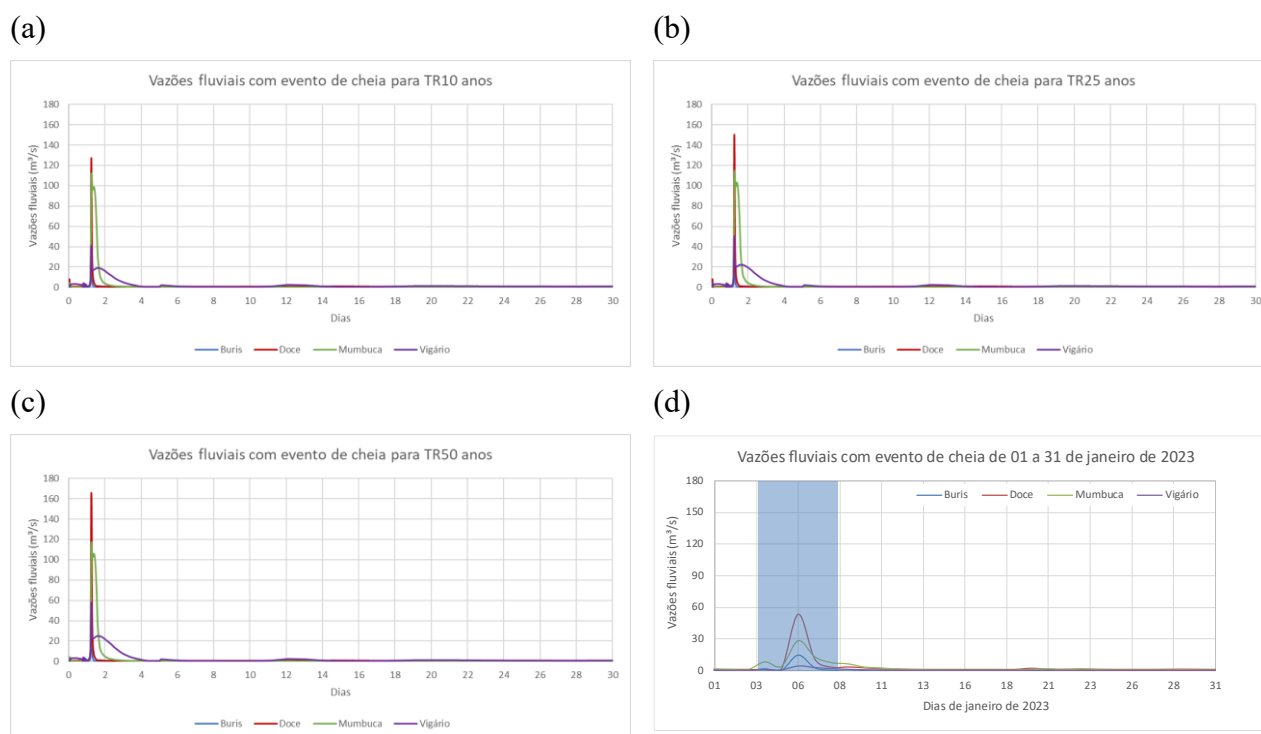 (a)
Vazões fluviais com evento de cheia para TR10 anos
Vazões fluviais (m³/s)
180
160
140
120
100
80
60
40
20
0
0 2 4 6 8 10 12 14 16 18 20 22 24 26 28 30
Dias
Buris Doce Mumbuca Vigário
(b)
Vazões fluviais com evento de cheia para TR25 anos
Vazões fluviais (m³/s)
180
160
140
120
100
80
60
40
20
0
0 2 4 6 8 10 12 14 16 18 20 22 24 26 28 30
Dias
Buris Doce Mumbuca Vigário
(c)
Vazões fluviais com evento de cheia para TR50 anos
Vazões fluviais (m³/s)
180
160
140
120
100
80
60
40
20
0
0 2 4 6 8 10 12 14 16 18 20 22 24 26 28 30
Dias
Buris Doce Mumbuca Vigário
(d)
Vazões fluviais com evento de cheia de 01 a 31 de janeiro de 2023
Buris Doce Mumbuca Vigário
Vazões fluviais (m³/s)
180
150
120
90
60
30
0
01 03 06 08 11 13 16 18 21 23 26 28 31
Dias de janeiro de 2023